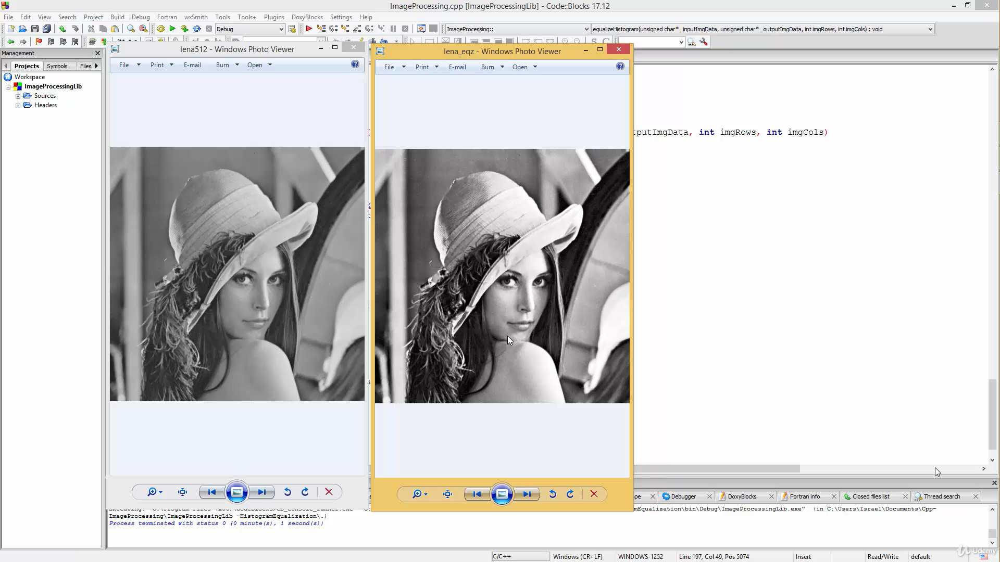 ImageProcessing.cpp [ImageProcessingLib] - Code::Blocks 17.12
File Edit View Search Project Build Debug Fortran wxSmith Tools Tools+ Plugins DoxyBlocks Settings Help
Debug
ImageProcessing::
equalizeHistogram(unsigned char* _inputImgData, unsigned char* _outputImgData, int imgRows, int imgCols) : void
Management
Projects Symbols Files
Workspace
ImageProcessingLib
Sources
Headers
lena512 - Windows Photo Viewer
File Print E-mail Burn Open
lena_eqz - Windows Photo Viewer
File Print E-mail Burn Open
tputImgData, int imgRows, int imgCols)
Debugger DoxyBlocks Fortran info Closed files list Thread search
Equalization\bin\Debug\ImageProcessingLib.exe" (in C:\Users\Israel\Documents\Cpp-
ImageProcessing\ImageProcessingLib -HistogramEqualization\.)
Process terminated with status 0 (0 minute(s), 1 second(s))
C/C++ Windows (CR+LF) WINDOWS-1252 Line 197, Col 49, Pos 5074 Insert Read/Write default
Udemy